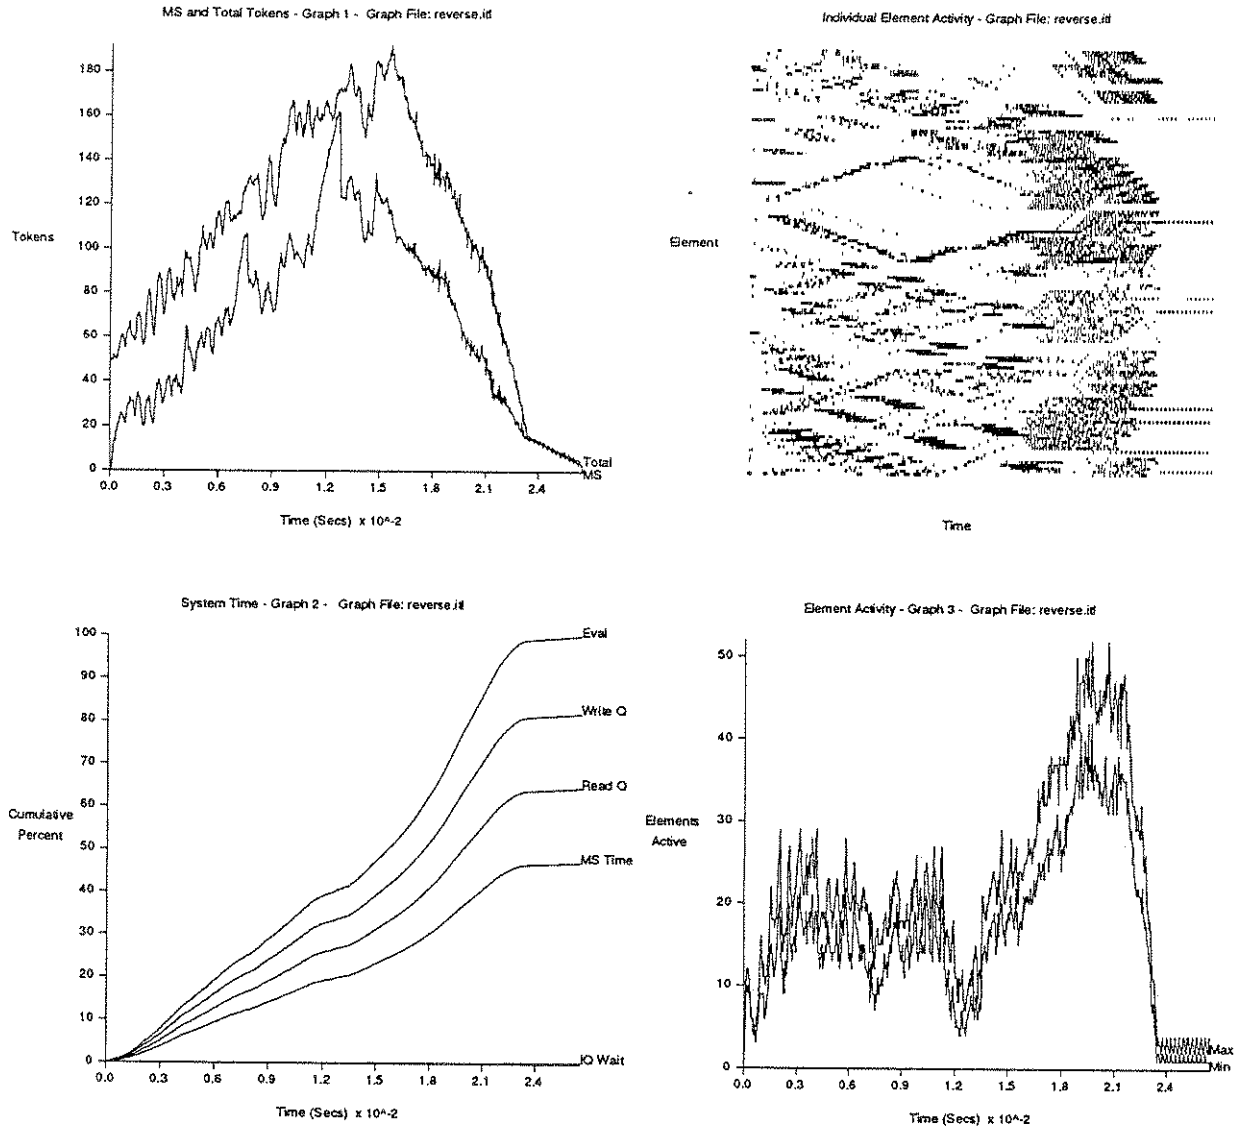 MS and Total Tokens - Graph 1 - Graph File: reverse.itl
180
160
140
120
Tokens
100
80
60
40
20
0
Total
MS
0.0 0.3 0.6 0.9 1.2 1.5 1.8 2.1 2.4
Time (Secs) x 10^-2
Individual Element Activity - Graph File: reverse.itl
Element
Time
System Time - Graph 2 - Graph File: reverse.itl
100
90
80
70
60
Cumulative
Percent
50
40
30
20
10
0
Eval
Write Q
Read Q
MS Time
IQ Wait
0.0 0.3 0.6 0.9 1.2 1.5 1.8 2.1 2.4
Time (Secs) x 10^-2
Element Activity - Graph 3 - Graph File: reverse.itl
50
40
30
Elements
Active
20
10
0
Max
Min
0.0 0.3 0.6 0.9 1.2 1.5 1.8 2.1 2.4
Time (Secs) x 10^-2